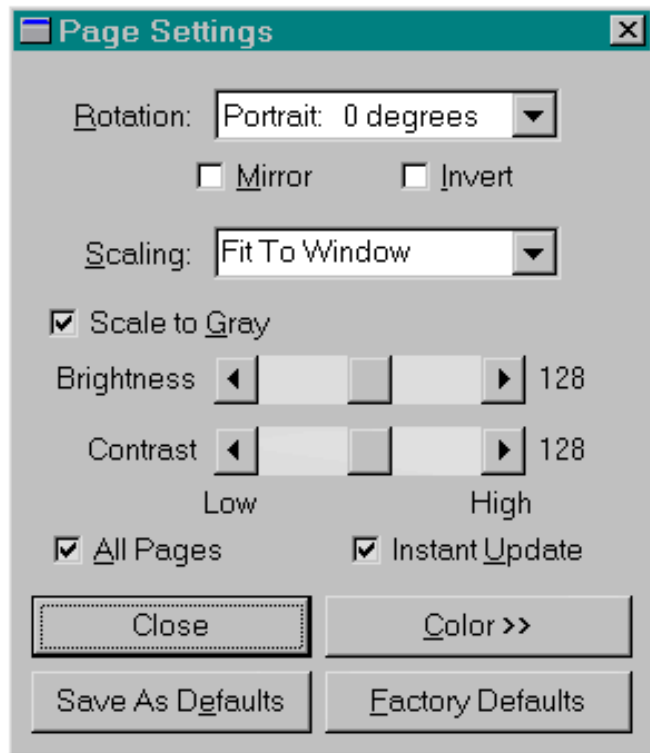 Page Settings
Rotation: Portrait: 0 degrees
Mirror Invert
Scaling: Fit To Window
Scale to Gray
Brightness 128
Contrast 128
Low High
All Pages Instant Update
Close Color >>
Save As Defaults Factory Defaults